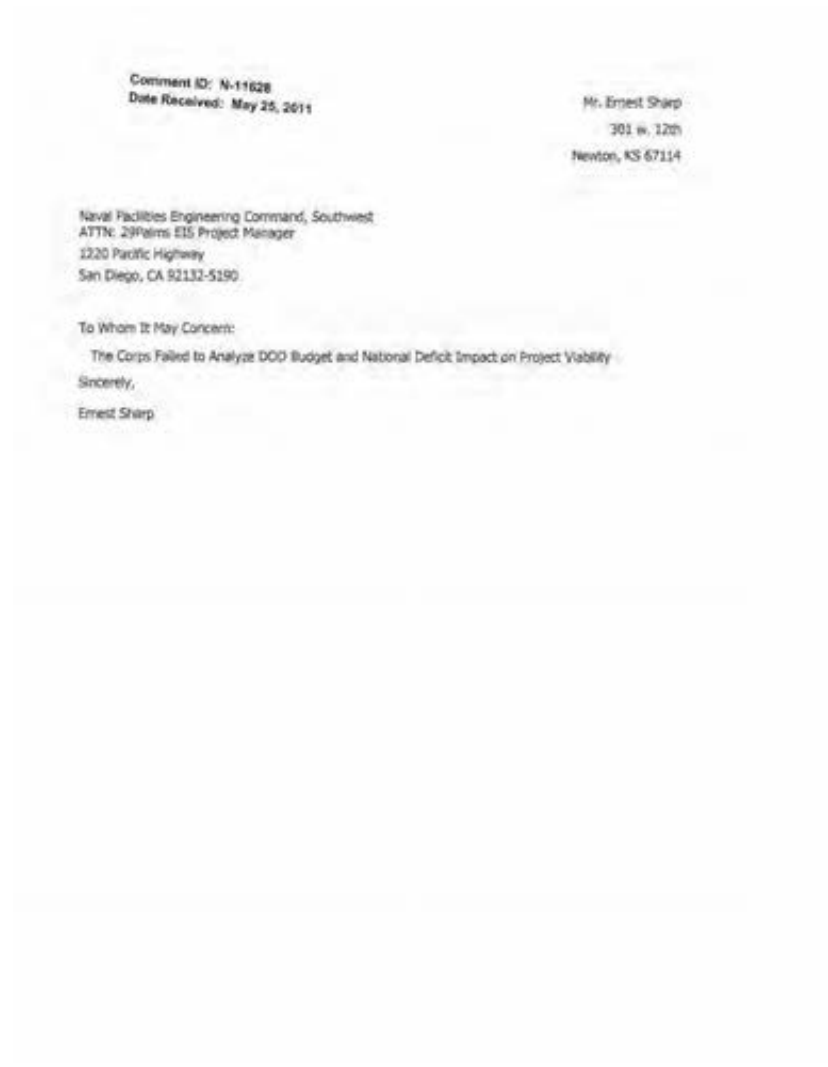 Comment ID: N-11628
Date Received: May 25, 2011
Mr. Ernest Sharp
301 w. 12th
Newton, KS 67114
Naval Facilities Engineering Command, Southwest
ATTN: 29Palms EIS Project Manager
1220 Pacific Highway
San Diego, CA 92132-5190
To Whom It May Concern:
The Corps Failed to Analyze DOD Budget and National Deficit Impact on Project Viability
Sincerely,
Ernest Sharp